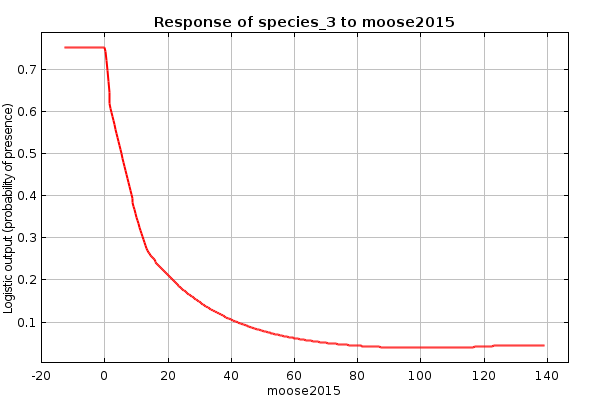 Response of species_3 to moose2015
Logistic output (probability of presence)
0.7
0.6
0.5
0.4
0.3
0.2
0.1
-20 0 20 40 60 80 100 120 140
moose2015